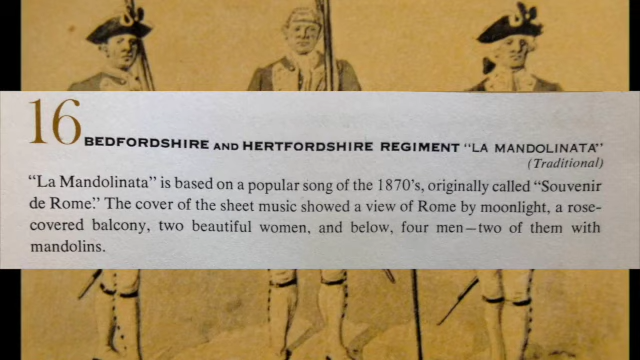 16
BEDFORDSHIRE AND HERTFORDSHIRE REGIMENT "LA MANDOLINATA"
(Traditional)
"La Mandolinata" is based on a popular song of the 1870's, originally called "Souvenir
de Rome." The cover of the sheet music showed a view of Rome by moonlight, a rose-
covered balcony, two beautiful women, and below, four men—two of them with
mandolins.